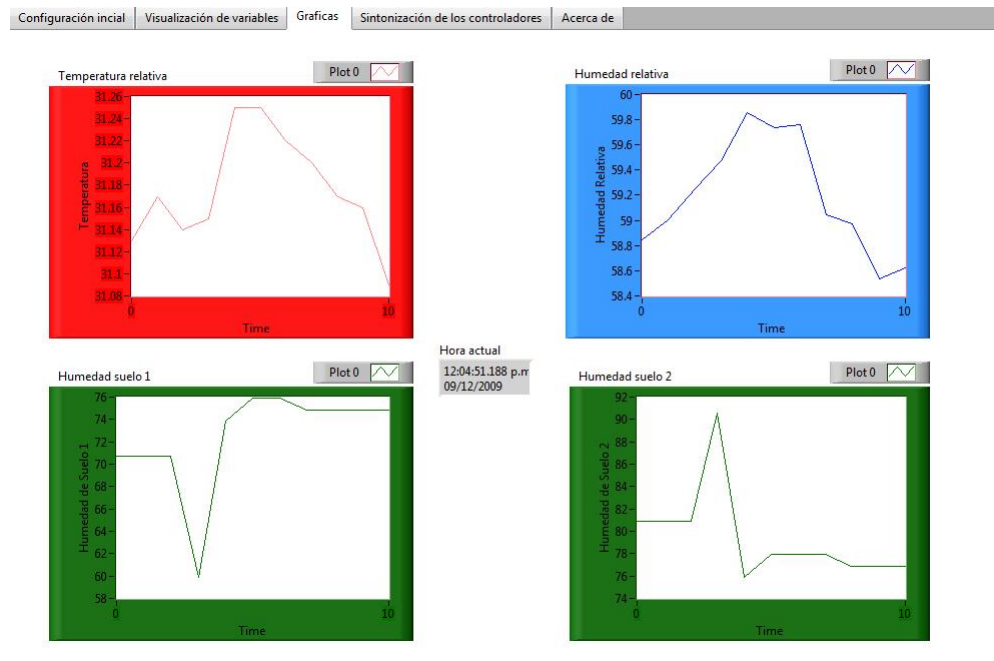 Configuración incial
Visualización de variables
Graficas
Sintonización de los controladores
Acerca de
Temperatura relativa
Plot 0
31.26
31.24
31.22
31.2
31.18
31.16
31.14
31.12
31.1
31.08
Temperatura
0
10
Time
Humedad relativa
Plot 0
60
59.8
59.6
59.4
59.2
59
58.8
58.6
58.4
Humedad Relativa
0
10
Time
Hora actual
12:04:51.188 p.m
09/12/2009
Humedad suelo 1
Plot 0
76
74
72
70
68
66
64
62
60
58
Humedad de Suelo 1
0
10
Time
Humedad suelo 2
Plot 0
92
90
88
86
84
82
80
78
76
74
Humedad de Suelo 2
0
10
Time